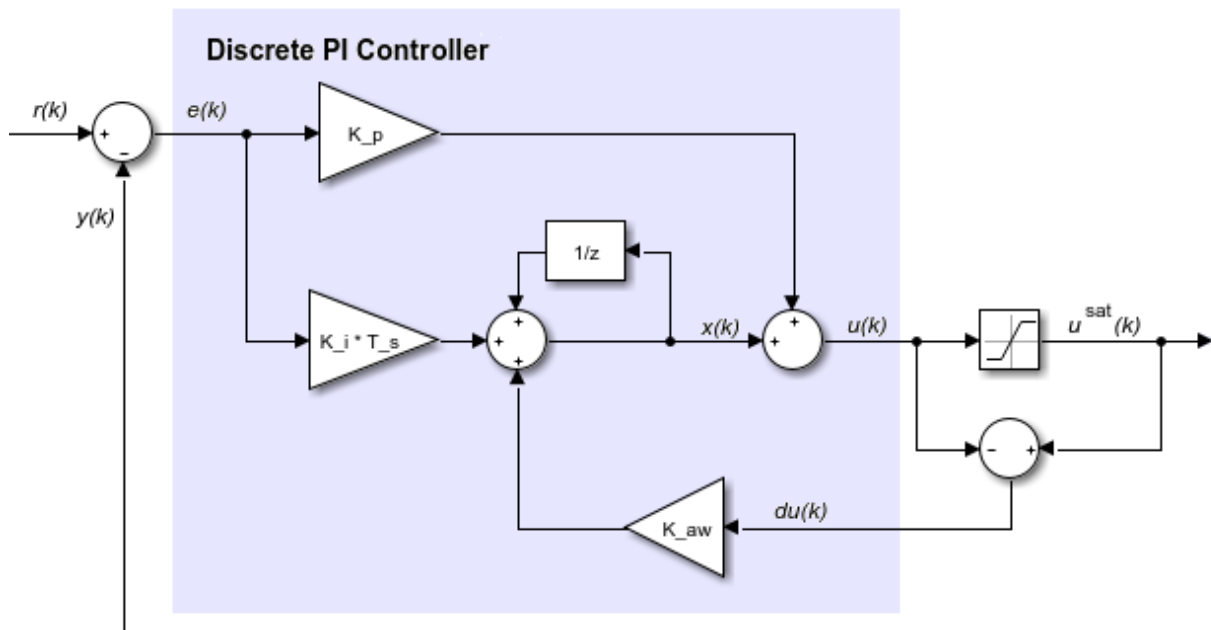 Discrete PI Controller
r(k)
+
−
e(k)
K_p
y(k)
1/z
K_i * T_s
+
+
+
x(k)
+
+
u(k)
u^sat(k)
−
+
K_aw
du(k)